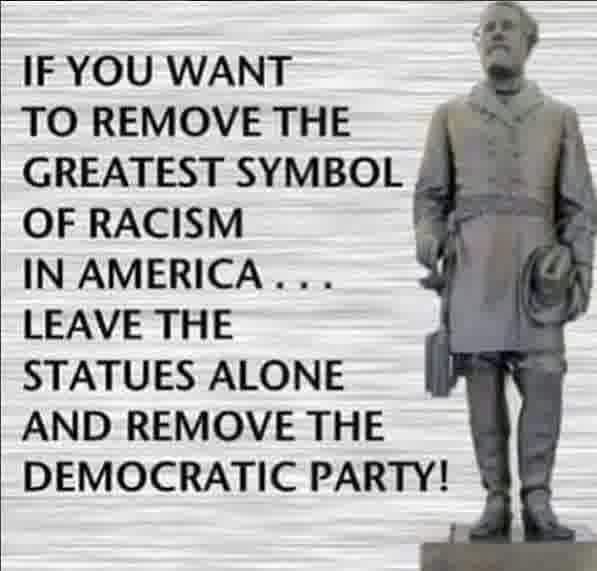 IF YOU WANT
TO REMOVE THE
GREATEST SYMBOL
OF RACISM
IN AMERICA . . .
LEAVE THE
STATUES ALONE
AND REMOVE THE
DEMOCRATIC PARTY!